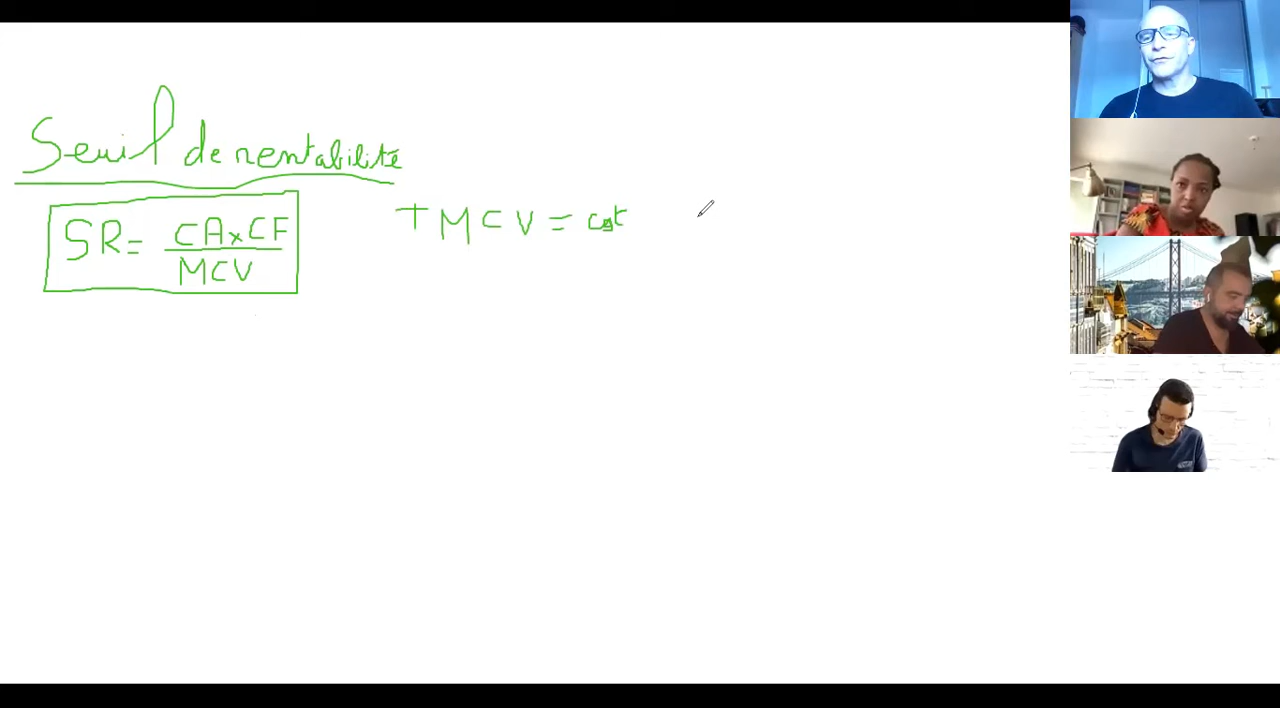 Seuil de rentabilité
SR = CA x CF
MCV
TMCV = cst